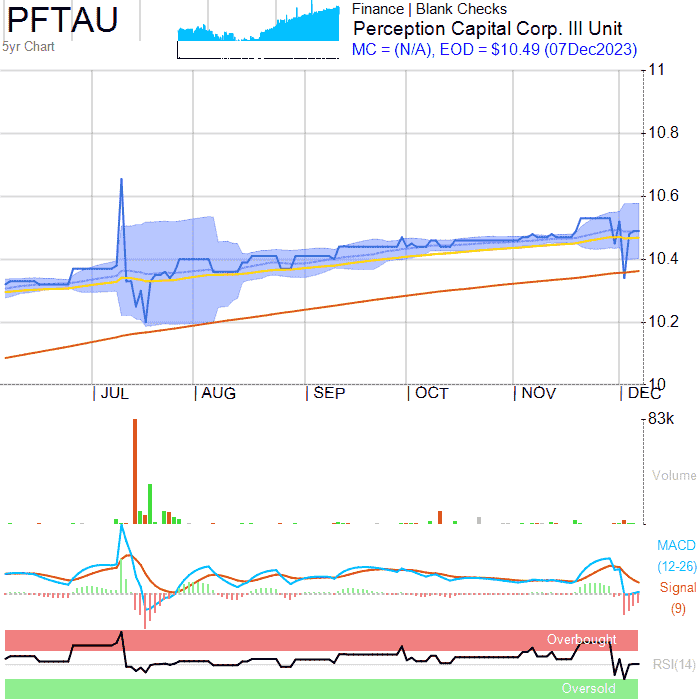 PFTAU
5yr Chart
Finance | Blank Checks
Perception Capital Corp. III Unit
MC = (N/A), EOD = $10.49 (07Dec2023)
11
10.8
10.6
10.4
10.2
10
JUL AUG SEP OCT NOV DEC
83k
Volume
MACD
(12-26)
Signal
(9)
Overbought
RSI(14)
Oversold